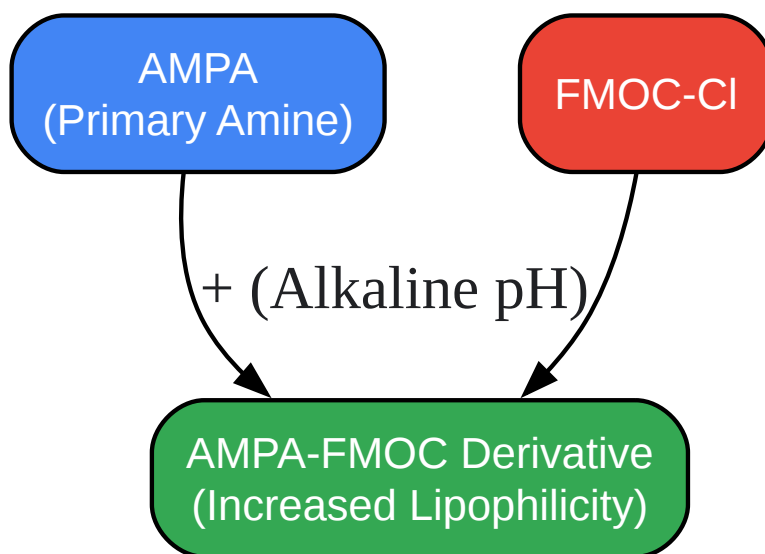 AMPA
(Primary Amine)
FMOC-Cl
+ (Alkaline pH)
AMPA-FMOC Derivative
(Increased Lipophilicity)